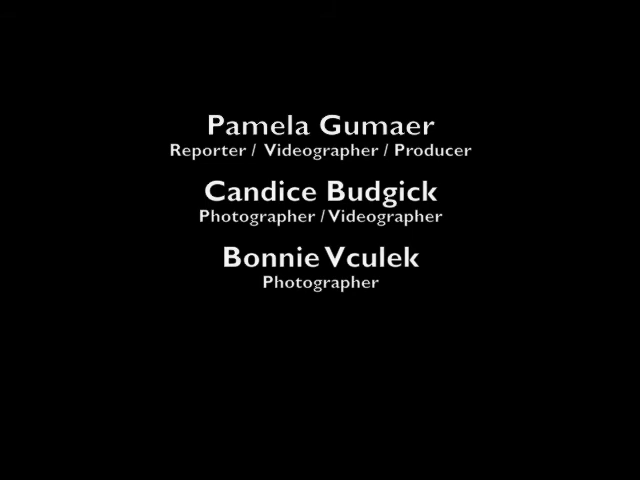 Pamela Gumaer
Reporter / Videographer / Producer
Candice Budgick
Photographer / Videographer
Bonnie Vculek
Photographer